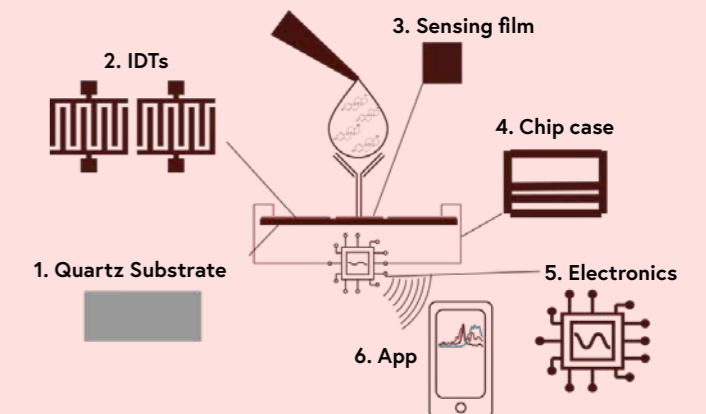 3. Sensing film
2. IDTs
4. Chip case
1. Quartz Substrate
5. Electronics
6. App